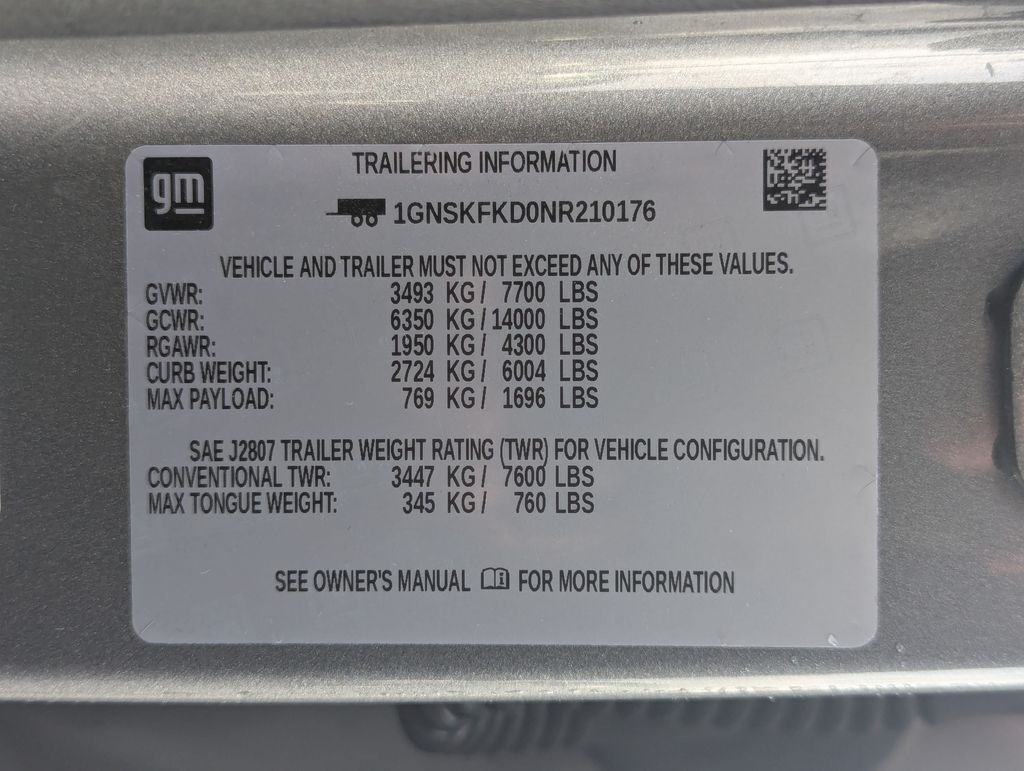 gm
TRAILERING INFORMATION
1GNSKFKD0NR210176
VEHICLE AND TRAILER MUST NOT EXCEED ANY OF THESE VALUES.
GVWR: 3493 KG / 7700 LBS
GCWR: 6350 KG / 14000 LBS
RGAWR: 1950 KG / 4300 LBS
CURB WEIGHT: 2724 KG / 6004 LBS
MAX PAYLOAD: 769 KG / 1696 LBS
SAE J2807 TRAILER WEIGHT RATING (TWR) FOR VEHICLE CONFIGURATION.
CONVENTIONAL TWR: 3447 KG / 7600 LBS
MAX TONGUE WEIGHT: 345 KG / 760 LBS
SEE OWNER'S MANUAL FOR MORE INFORMATION